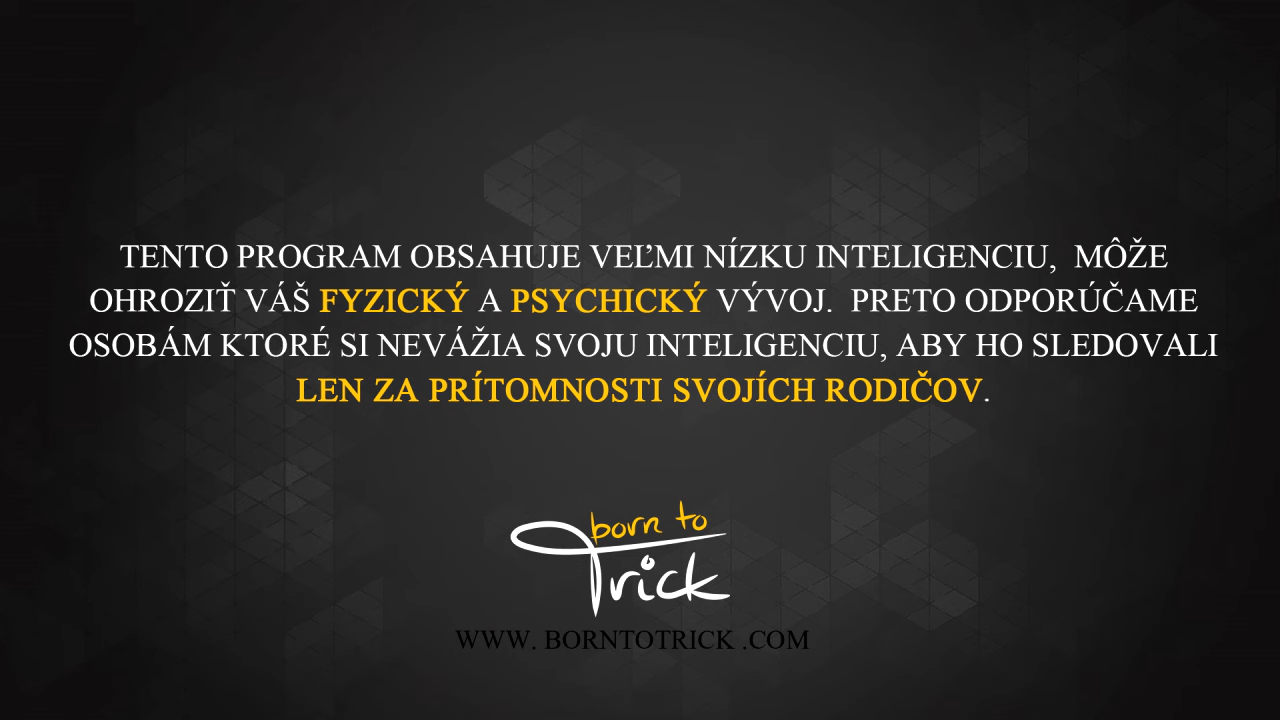 TENTO PROGRAM OBSAHUJE VEĽMI NÍZKU INTELIGENCIU, MÔŽE
OHROZIŤ VÁŠ FYZICKÝ A PSYCHICKÝ VÝVOJ. PRETO ODPORÚČAME
OSOBÁM KTORÉ SI NEVÁŽIA SVOJU INTELIGENCIU, ABY HO SLEDOVALI
LEN ZA PRÍTOMNOSTI SVOJÍCH RODIČOV.
born to
Trick
WWW. BORNTOTRICK .COM